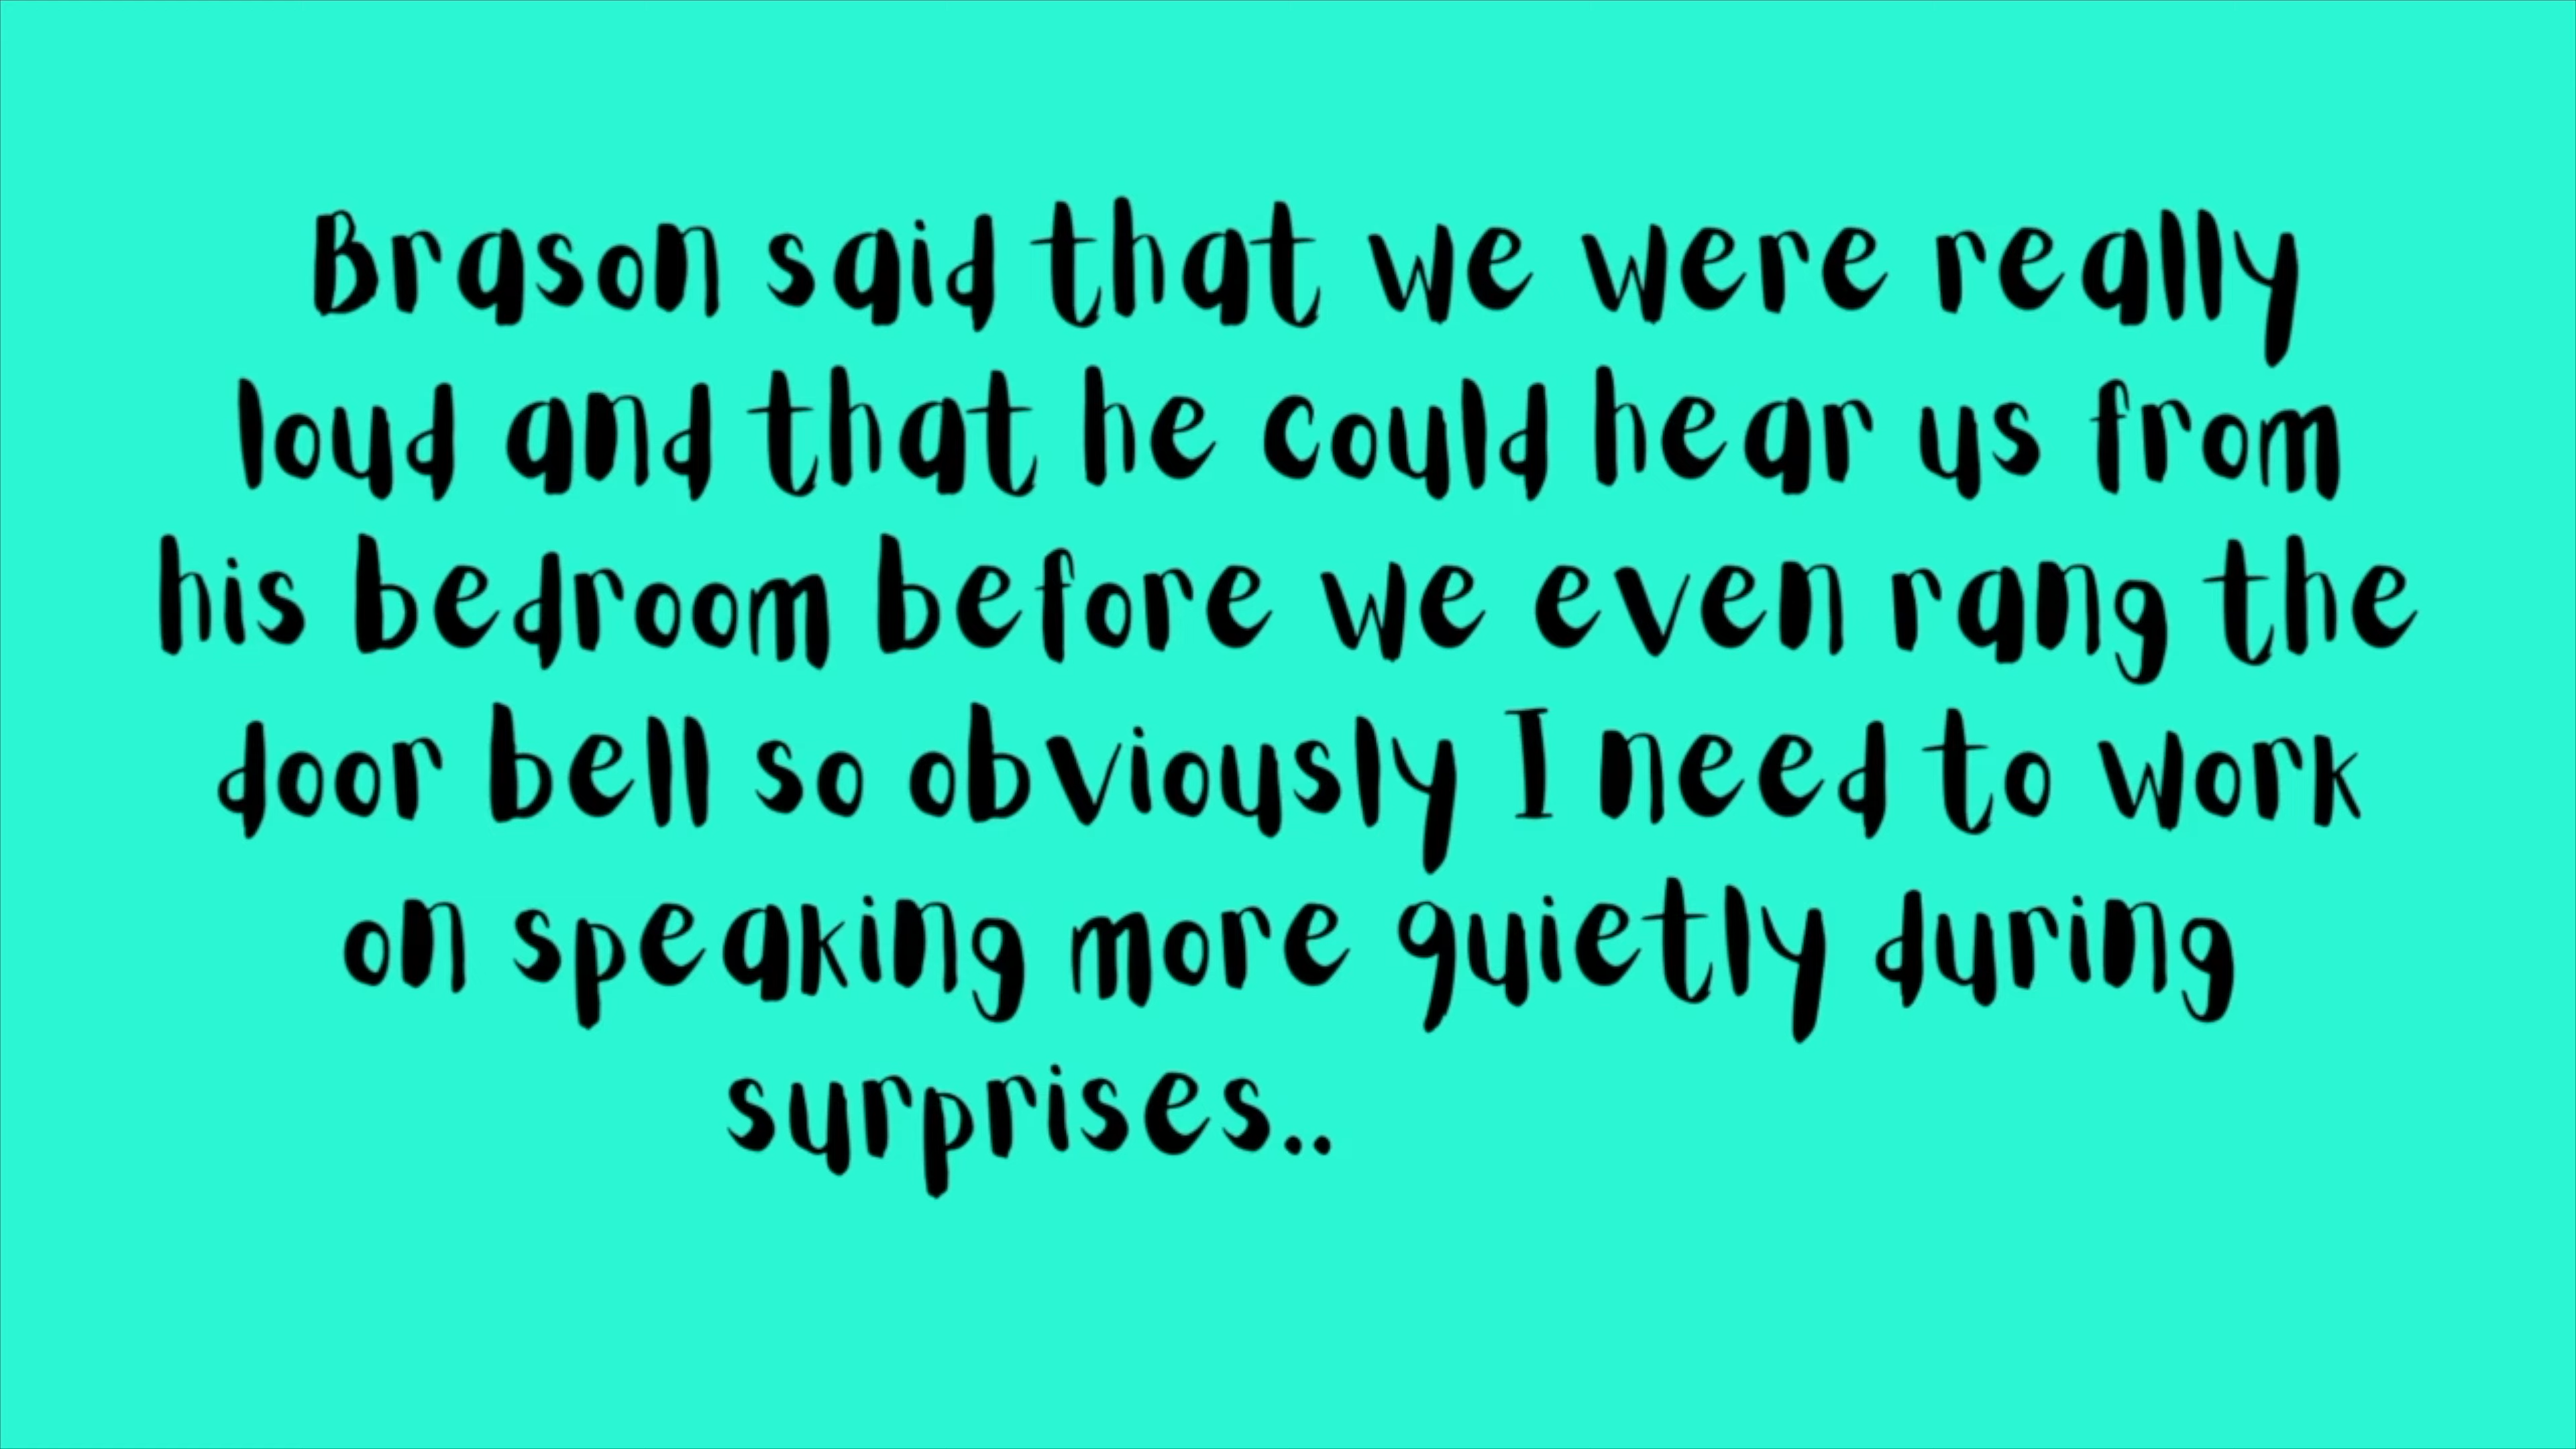 Brason said that we were really
loud and that he could hear us from
his bedroom before we even rang the
door bell so obviously I need to work
on speaking more quietly during
surprises..